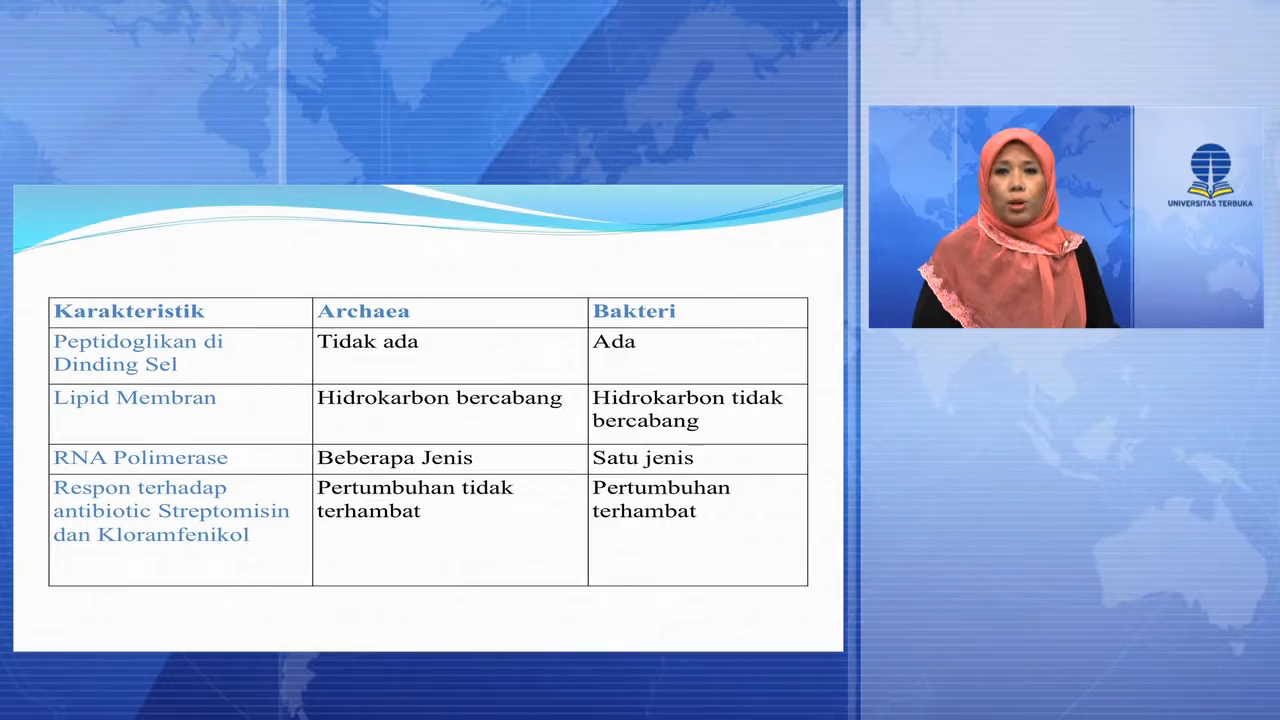 Karakteristik Archaea Bakteri
Peptidoglikan di Tidak ada Ada
Dinding Sel
Lipid Membran Hidrokarbon bercabang Hidrokarbon tidak
bercabang
RNA Polimerase Beberapa Jenis Satu jenis
Respon terhadap Pertumbuhan tidak Pertumbuhan
antibiotic Streptomisin terhambat terhambat
dan Kloramfenikol
UNIVERSITAS TERBUKA